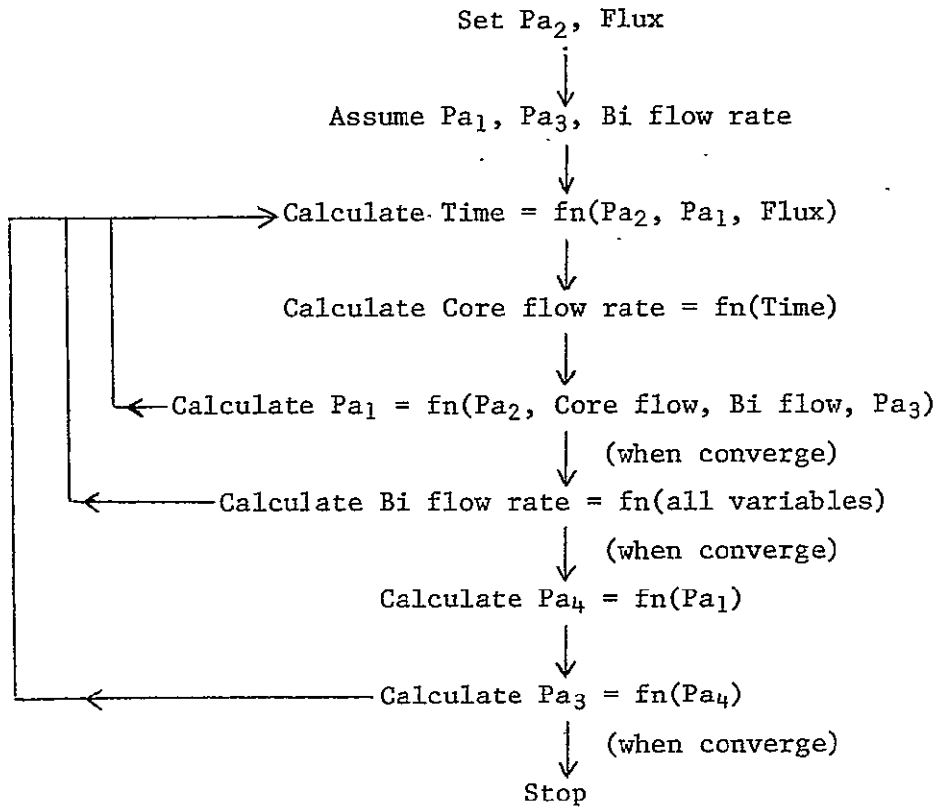 Set Pa₂, Flux
Assume Pa₁, Pa₃, Bi flow rate
Calculate Time = fn(Pa₂, Pa₁, Flux)
Calculate Core flow rate = fn(Time)
Calculate Pa₁ = fn(Pa₂, Core flow, Bi flow, Pa₃)
(when converge)
Calculate Bi flow rate = fn(all variables)
(when converge)
Calculate Pa₄ = fn(Pa₁)
Calculate Pa₃ = fn(Pa₄)
(when converge)
Stop